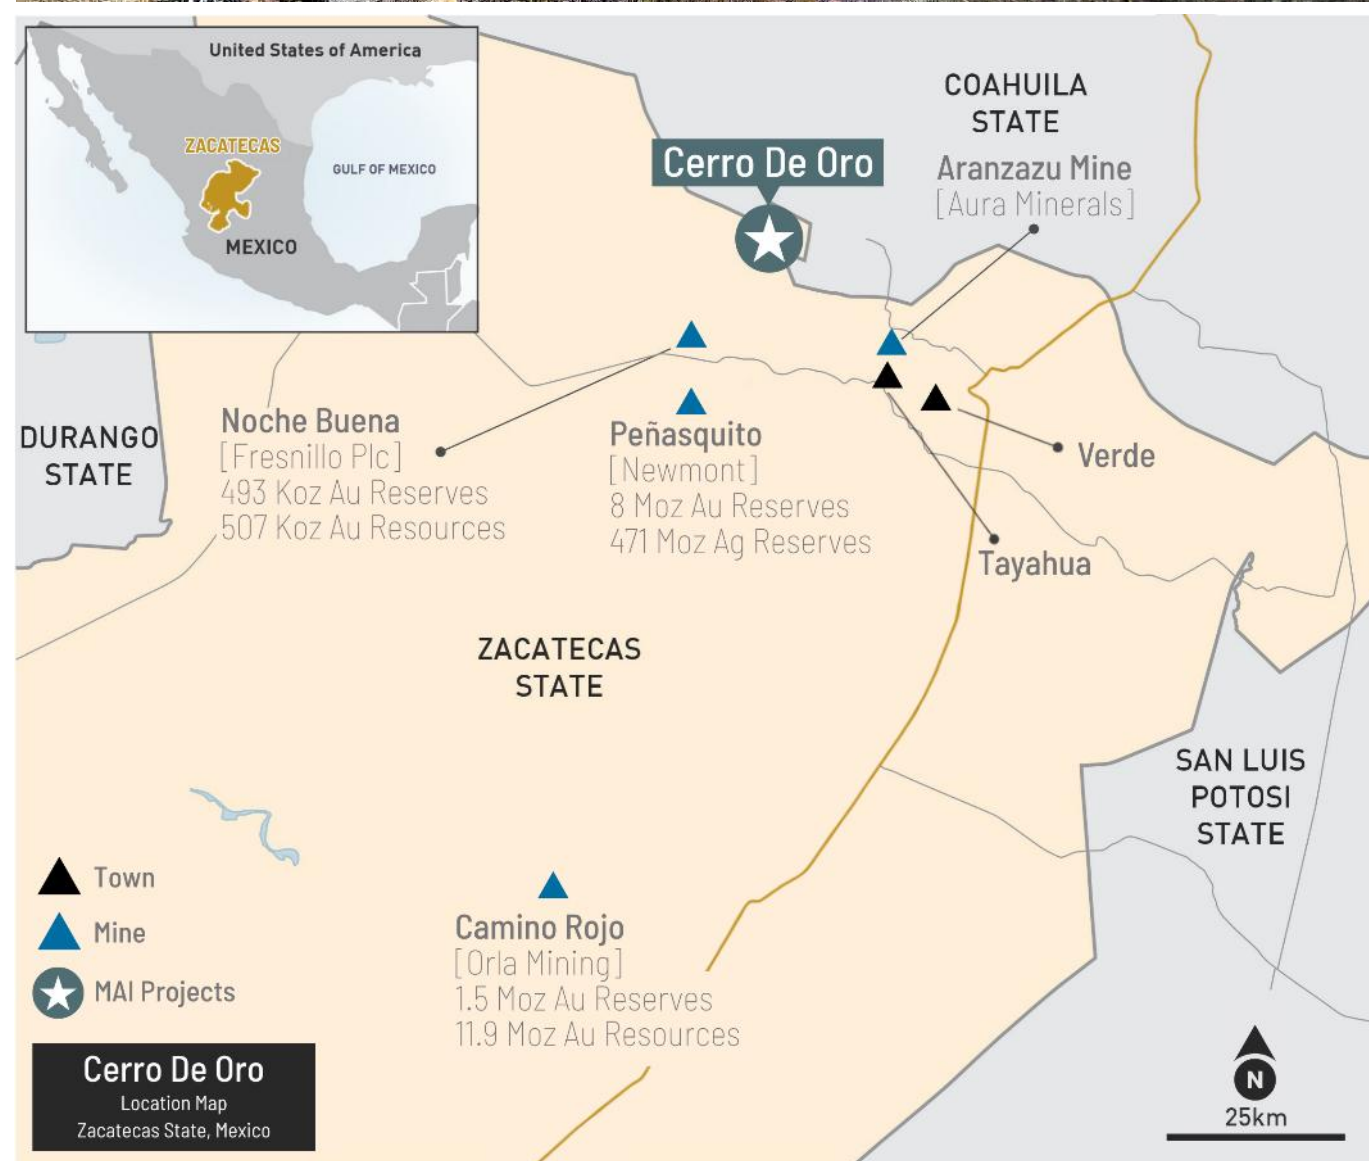 United States of America
ZACATECAS
GULF OF MEXICO
MEXICO
COAHUILA
STATE
Cerro De Oro
Aranzazu Mine
[Aura Minerals]
DURANGO
STATE
Noche Buena
[Fresnillo Plc]
493 Koz Au Reserves
507 Koz Au Resources
Peñasquito
[Newmont]
8 Moz Au Reserves
471 Moz Ag Reserves
Verde
Tayahua
ZACATECAS
STATE
SAN LUIS
POTOSI
STATE
Camino Rojo
[Orla Mining]
1.5 Moz Au Reserves
11.9 Moz Au Resources
Town
Mine
MAI Projects
Cerro De Oro
Location Map
Zacatecas State, Mexico
N
25km